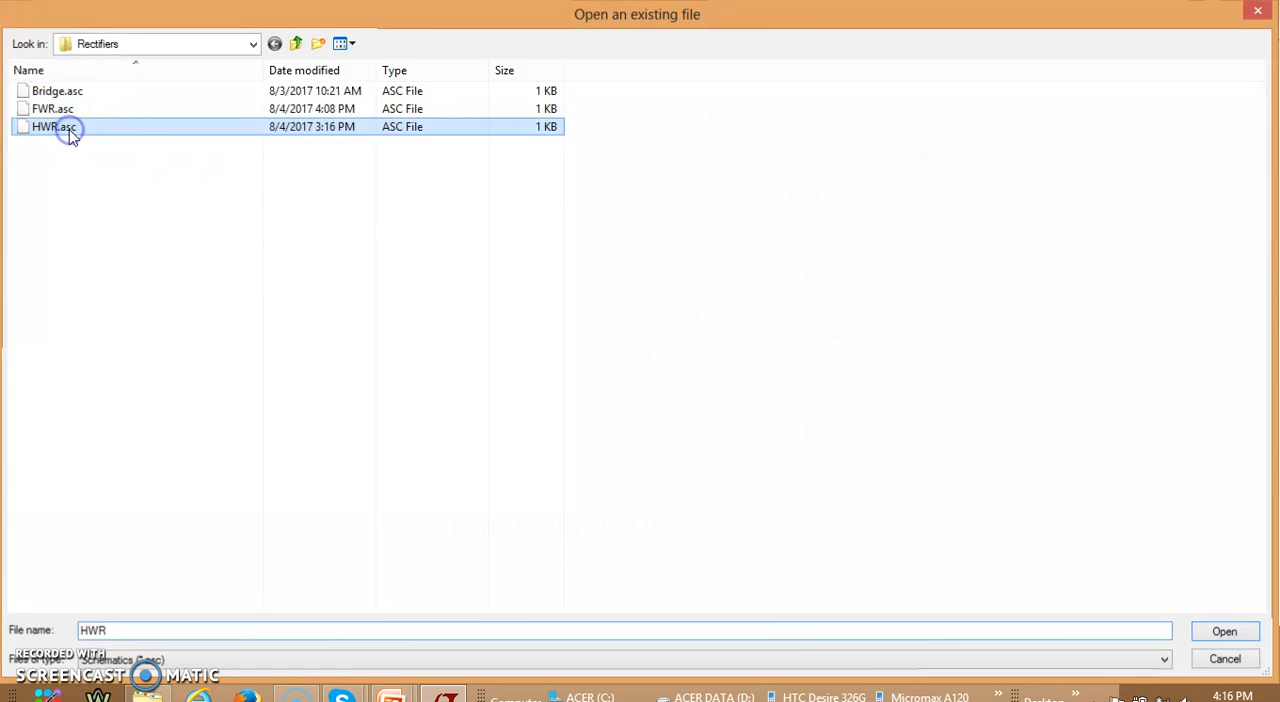 Open an existing file
Look in: Rectifiers
Name Date modified Type Size
Bridge.asc 8/3/2017 10:21 AM ASC File 1 KB
FWR.asc 8/4/2017 4:08 PM ASC File 1 KB
HWR.asc 8/4/2017 3:16 PM ASC File 1 KB
File name: HWR Open
Files of type: Schematics (*.asc) Cancel
RECORDED WITH
SCREENCAST MATIC
Computer ACER (C:) ACER DATA (D:) HTC Desire 326G Micromax A120 » Desktop » 4:16 PM